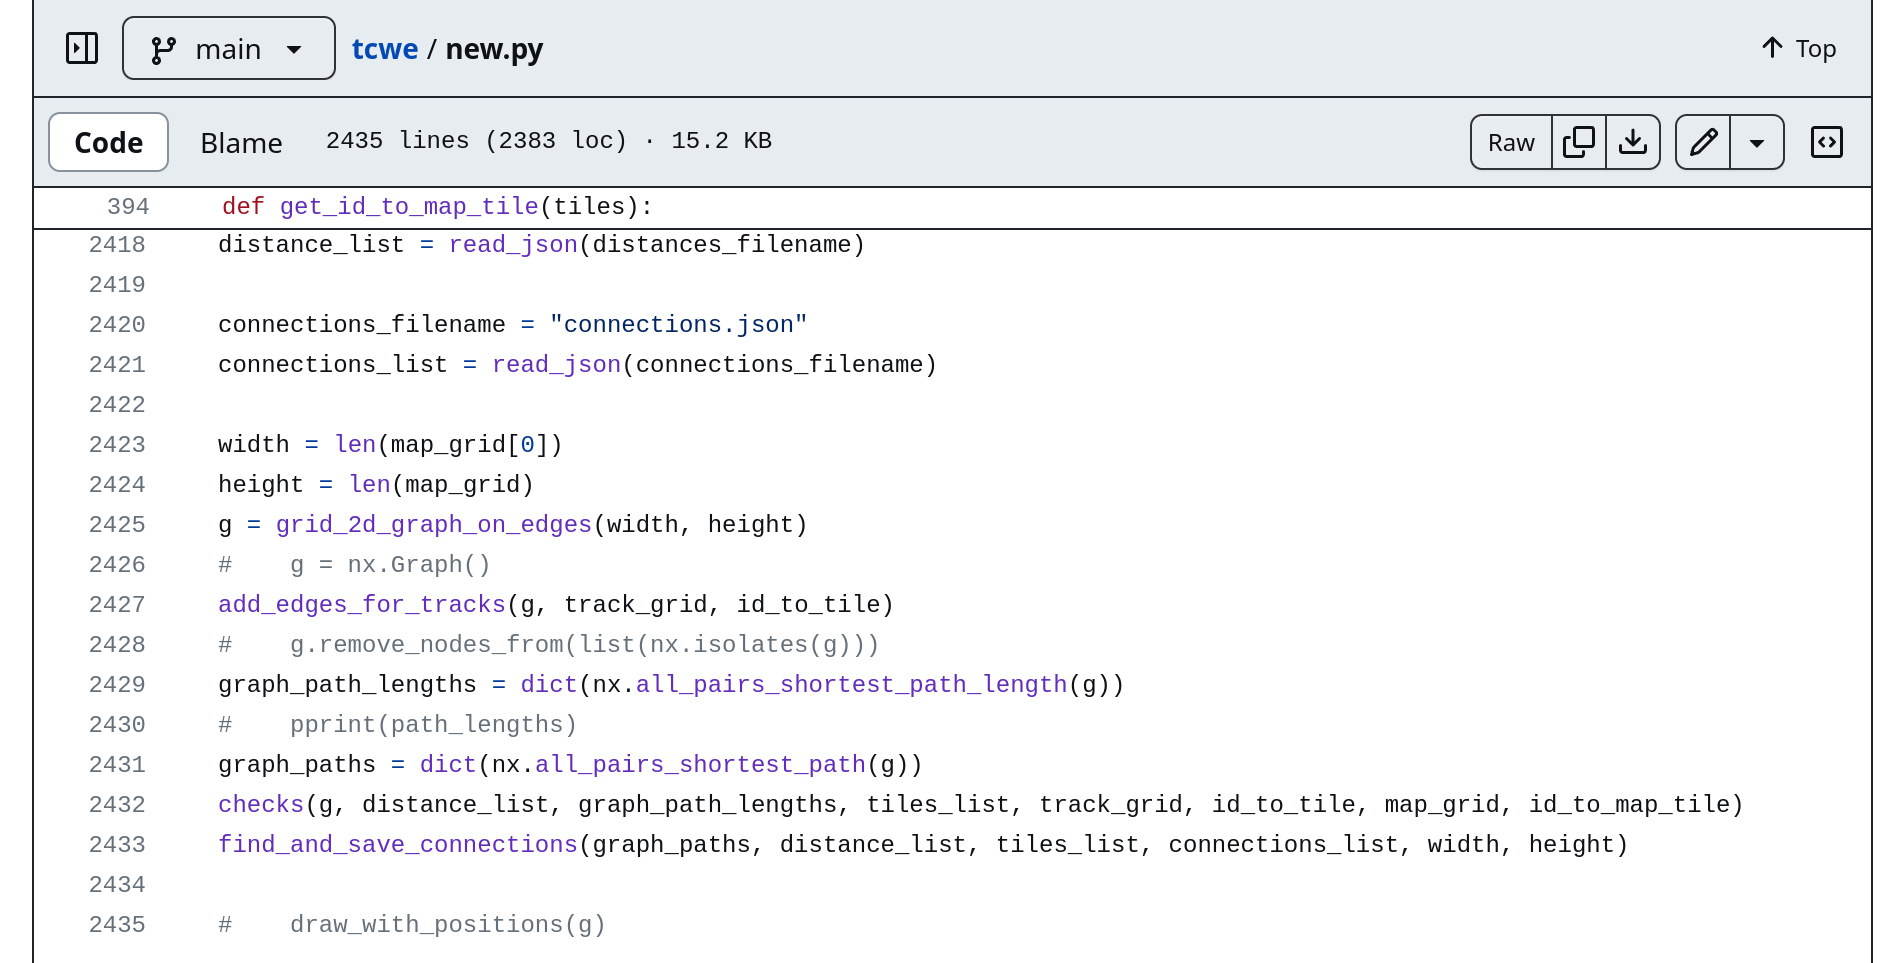 main tcwe / new.py Top
Code Blame 2435 lines (2383 loc) · 15.2 KB Raw
394 def get_id_to_map_tile(tiles):
2418 distance_list = read_json(distances_filename)
2419
2420 connections_filename = "connections.json"
2421 connections_list = read_json(connections_filename)
2422
2423 width = len(map_grid[0])
2424 height = len(map_grid)
2425 g = grid_2d_graph_on_edges(width, height)
2426 #    g = nx.Graph()
2427 add_edges_for_tracks(g, track_grid, id_to_tile)
2428 #    g.remove_nodes_from(list(nx.isolates(g)))
2429 graph_path_lengths = dict(nx.all_pairs_shortest_path_length(g))
2430 #    pprint(path_lengths)
2431 graph_paths = dict(nx.all_pairs_shortest_path(g))
2432 checks(g, distance_list, graph_path_lengths, tiles_list, track_grid, id_to_tile, map_grid, id_to_map_tile)
2433 find_and_save_connections(graph_paths, distance_list, tiles_list, connections_list, width, height)
2434
2435 #    draw_with_positions(g)